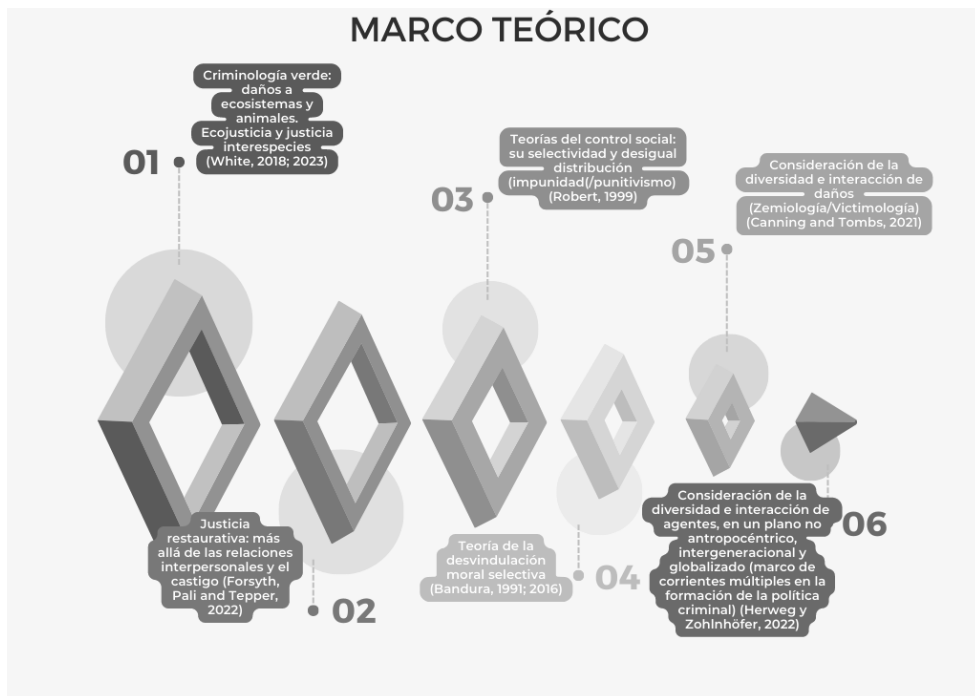 MARCO TEÓRICO
01
Criminología verde:
daños a
ecosistemas y
animales.
Ecojusticia y justicia
interespecies
(White, 2018; 2023)
Justicia
restaurativa: más
allá de las relaciones
interpersonales y el
castigo (Forsyth,
Pali and Tepper,
2022)
02
03
Teorías del control social:
su selectividad y desigual
distribución
(impunidad(/punitivismo)
(Robert, 1999)
Teoría de la
desvindulación
moral selectiva
(Bandura, 1991; 2016)
04
05
Consideración de la
diversidad e interacción de
daños
(Zemiología/Victimología)
(Canning and Tombs, 2021)
Consideración de la
diversidad e interacción de
agentes, en un plano no
antropocéntrico,
intergeneracional y
globalizado (marco de
corrientes múltiples en la
formación de la política
criminal) (Herweg y
Zohlnhöfer, 2022)
06